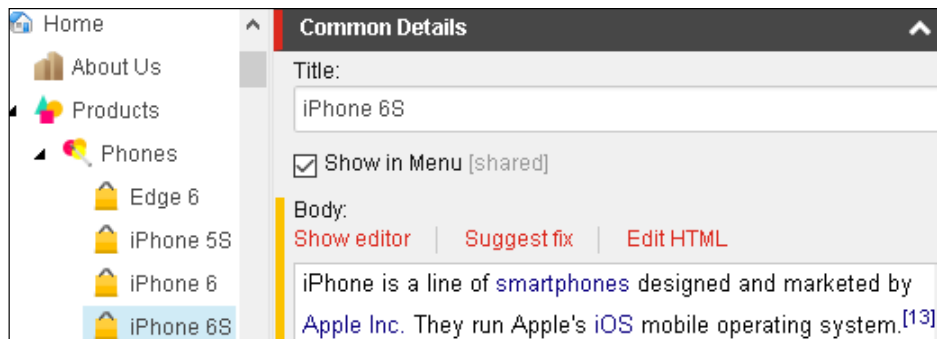 Home
About Us
Products
Phones
Edge 6
iPhone 5S
iPhone 6
iPhone 6S
Common Details
Title:
iPhone 6S
Show in Menu [shared]
Body:
Show editor
Suggest fix
Edit HTML
iPhone is a line of smartphones designed and marketed by
Apple Inc. They run Apple's iOS mobile operating system.[13]